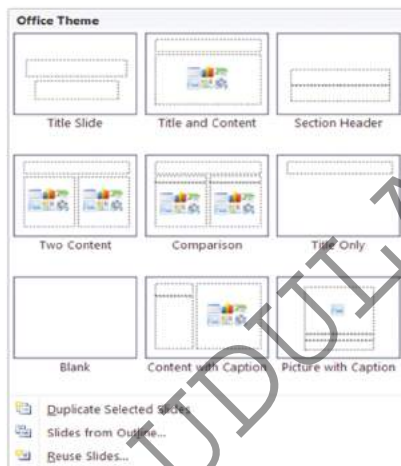 Office Theme
Title Slide Title and Content Section Header
Two Content Comparison Title Only
Blank Content with Caption Picture with Caption
Duplicate Selected Slides
Slides from Outline...
Reuse Slides...